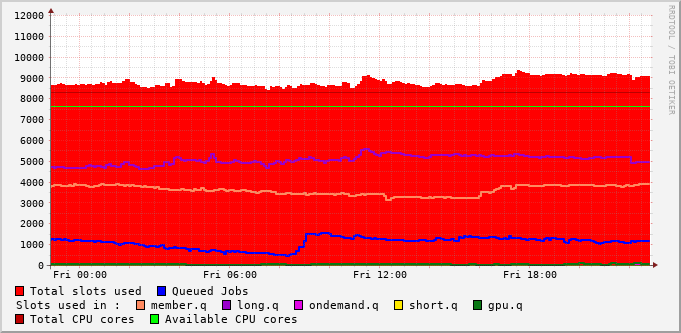 12000
11000
10000
9000
8000
7000
6000
5000
4000
3000
2000
1000
0
Fri 00:00 Fri 06:00 Fri 12:00 Fri 18:00
RRDTOOL / TOBI OETIKER
Total slots used Queued Jobs
Slots used in : member.q long.q ondemand.q short.q gpu.q
Total CPU cores Available CPU cores